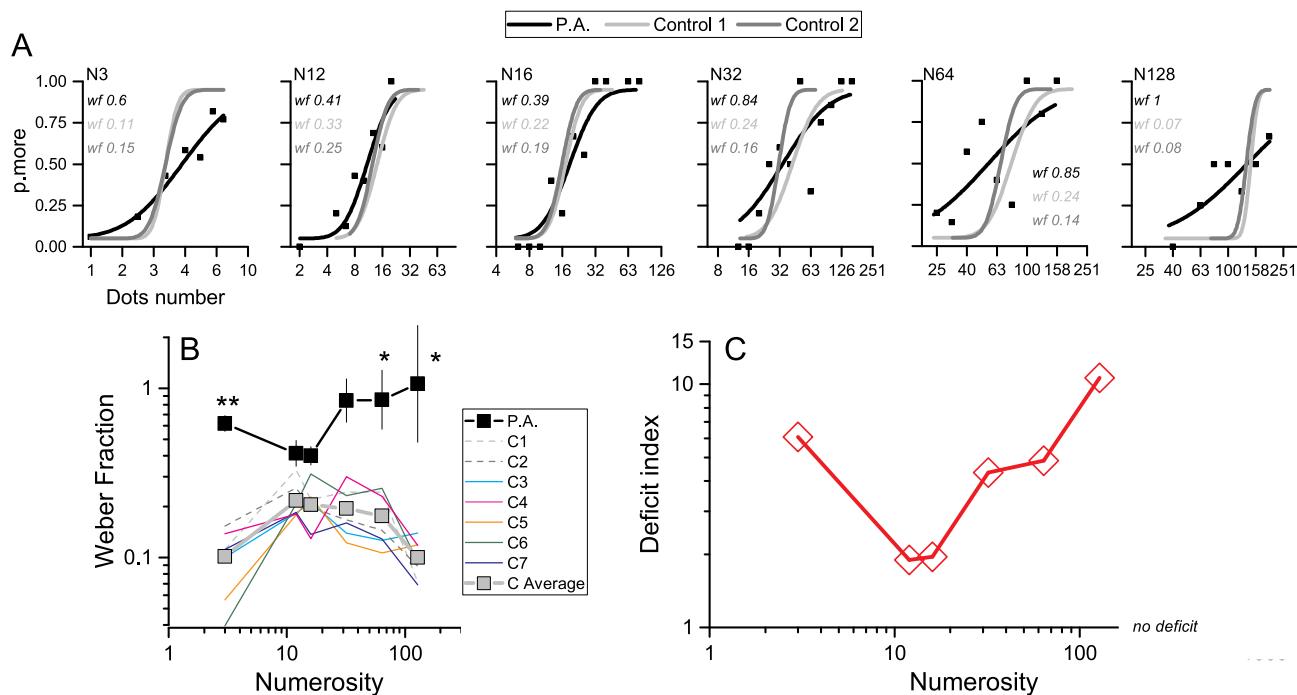 P.A. Control 1 Control 2
A
N3 N12 N16 N32 N64 N128
p.more
1.00
0.75
0.50
0.25
0.00
wf 0.6
wf 0.11
wf 0.15
wf 0.41
wf 0.33
wf 0.25
wf 0.39
wf 0.22
wf 0.19
wf 0.84
wf 0.24
wf 0.16
wf 0.85
wf 0.24
wf 0.14
wf 1
wf 0.07
wf 0.08
1 2 3 4 6 10
2 4 8 16 32 63
8 16 32 63 126
8 16 32 63 126 251
25 40 63 100 158 251
25 40 63 100 158 251
Dots number
B
Weber Fraction
1
0.1
** * *
1 10 100
Numerosity
P.A.
C1
C2
C3
C4
C5
C6
C7
C Average
C
Deficit index
15
10
1
no deficit
1 10 100
Numerosity